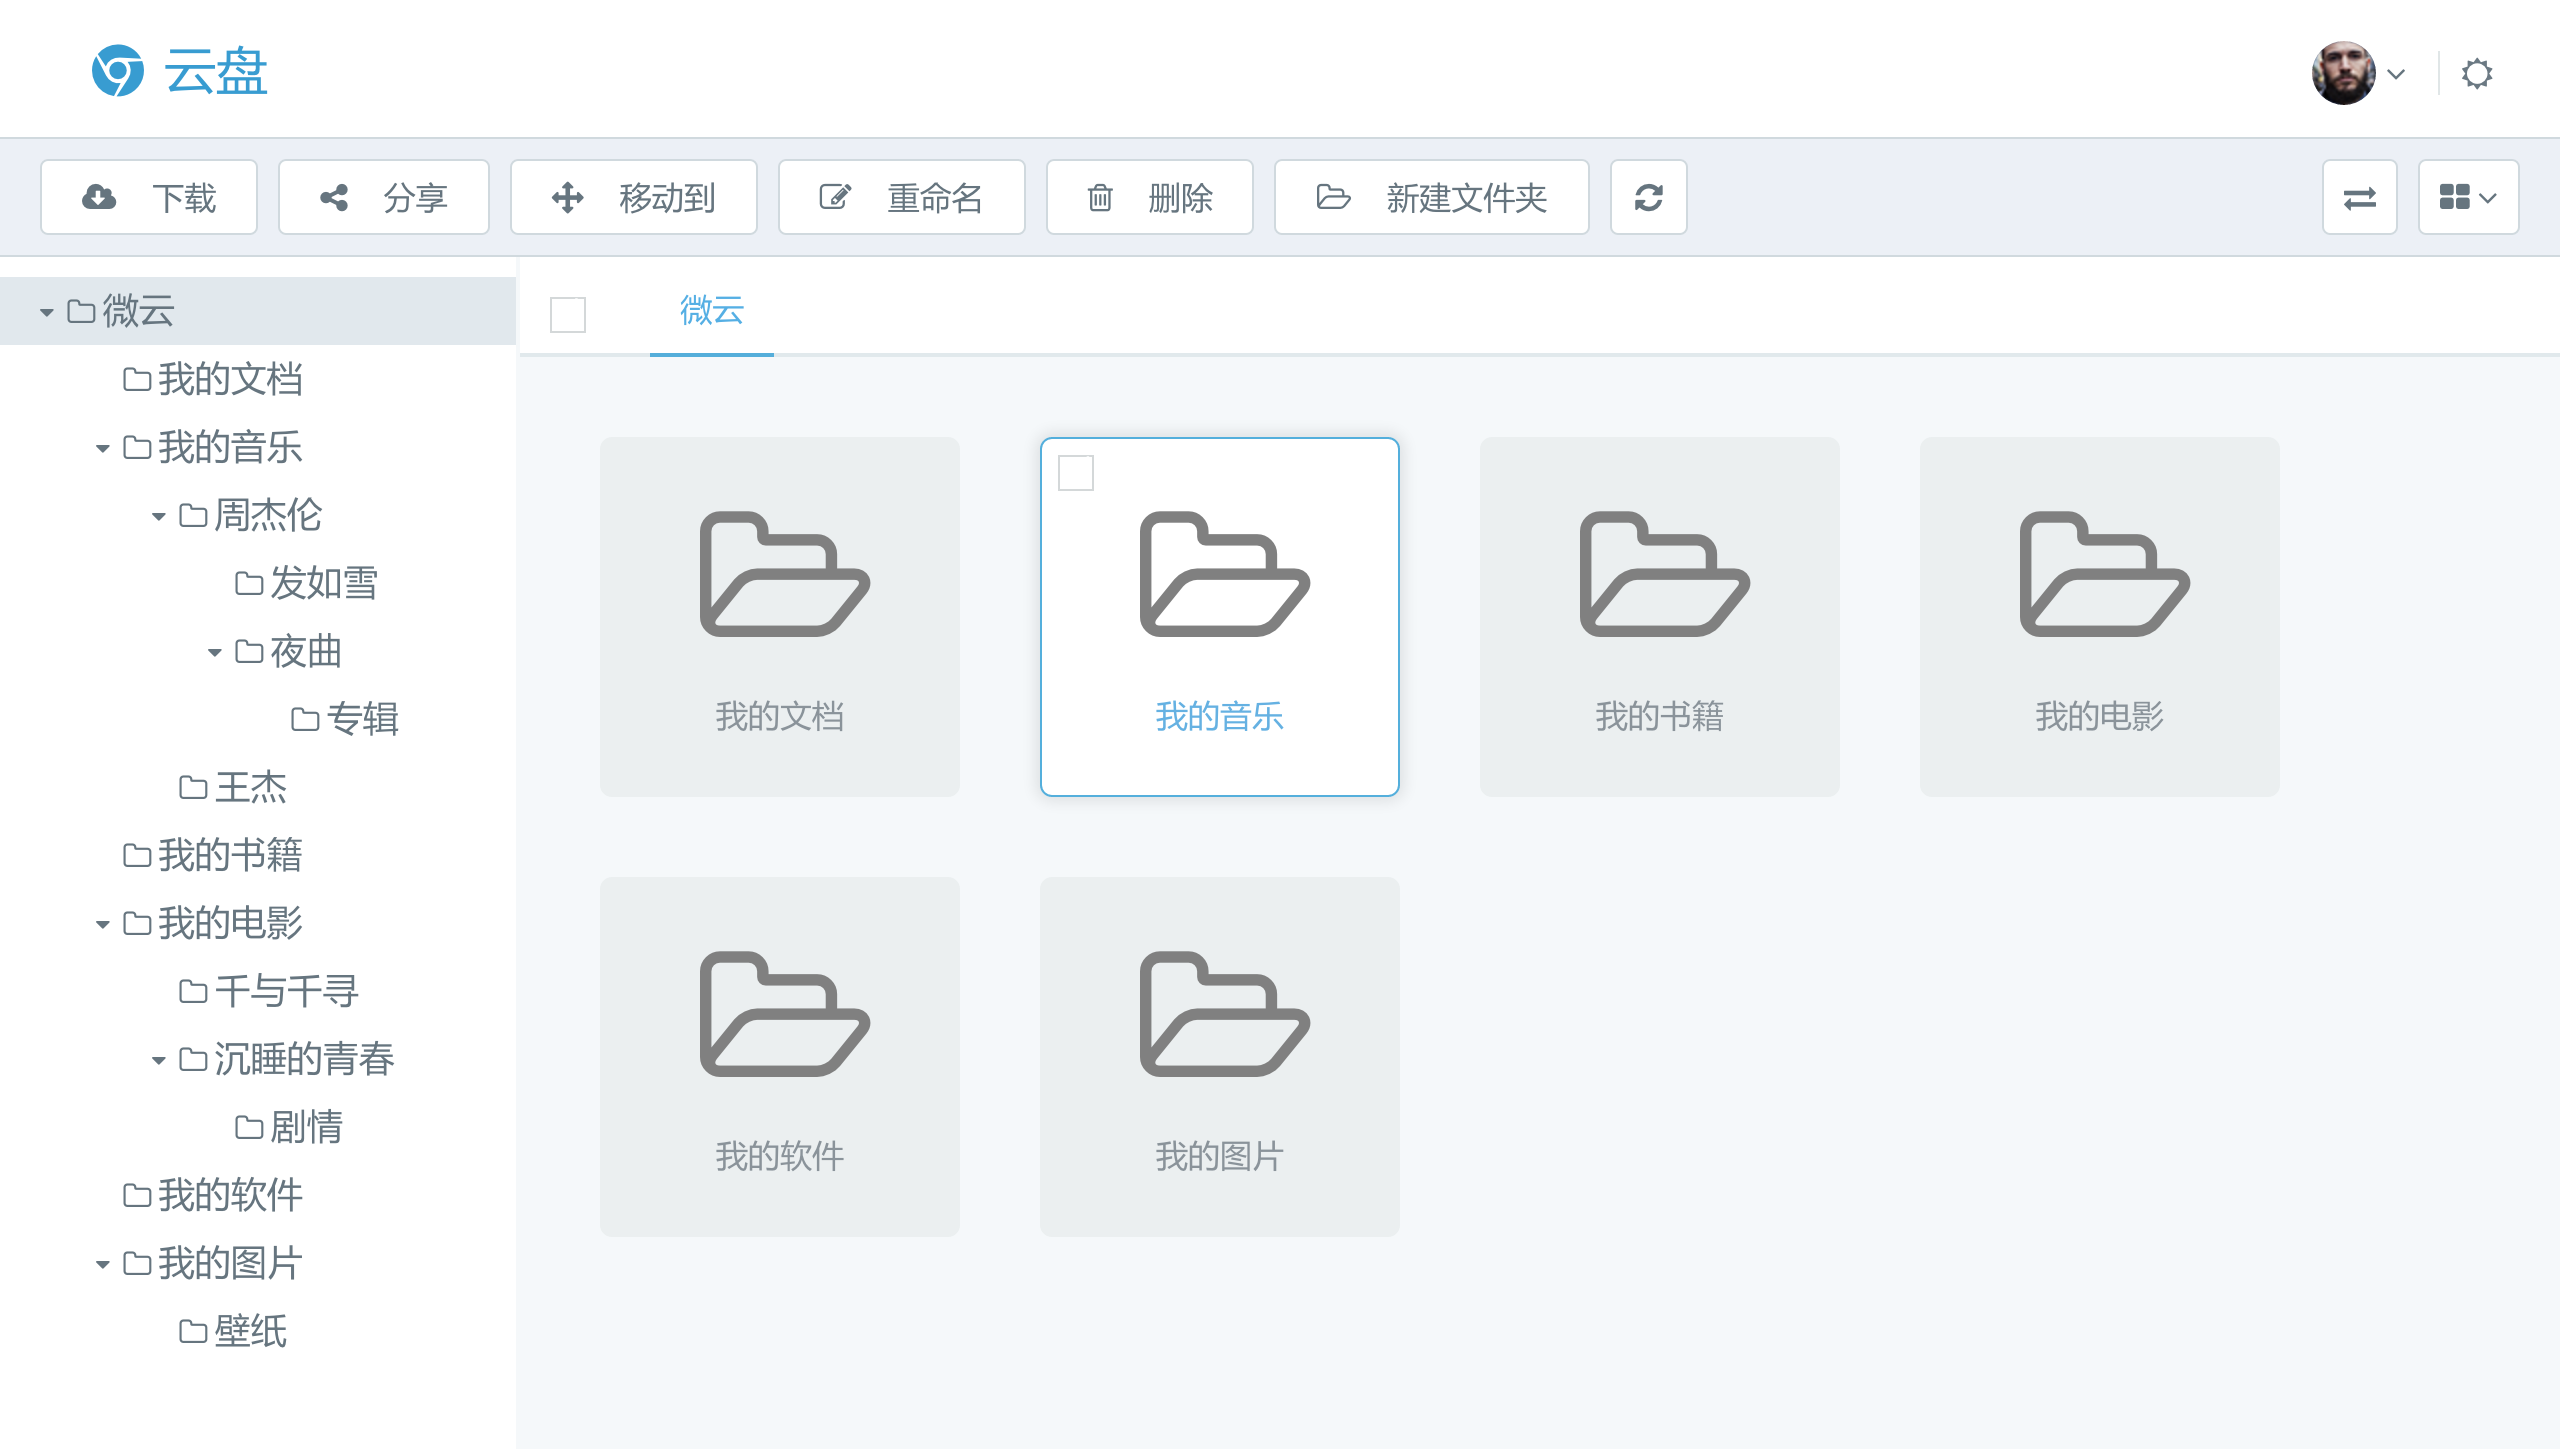 云盘
下载 分享 移动到 重命名 删除 新建文件夹
微云
我的文档
我的音乐
周杰伦
发如雪
夜曲
专辑
王杰
我的书籍
我的电影
千与千寻
沉睡的青春
剧情
我的软件
我的图片
壁纸
微云
我的文档 我的音乐 我的书籍 我的电影
我的软件 我的图片